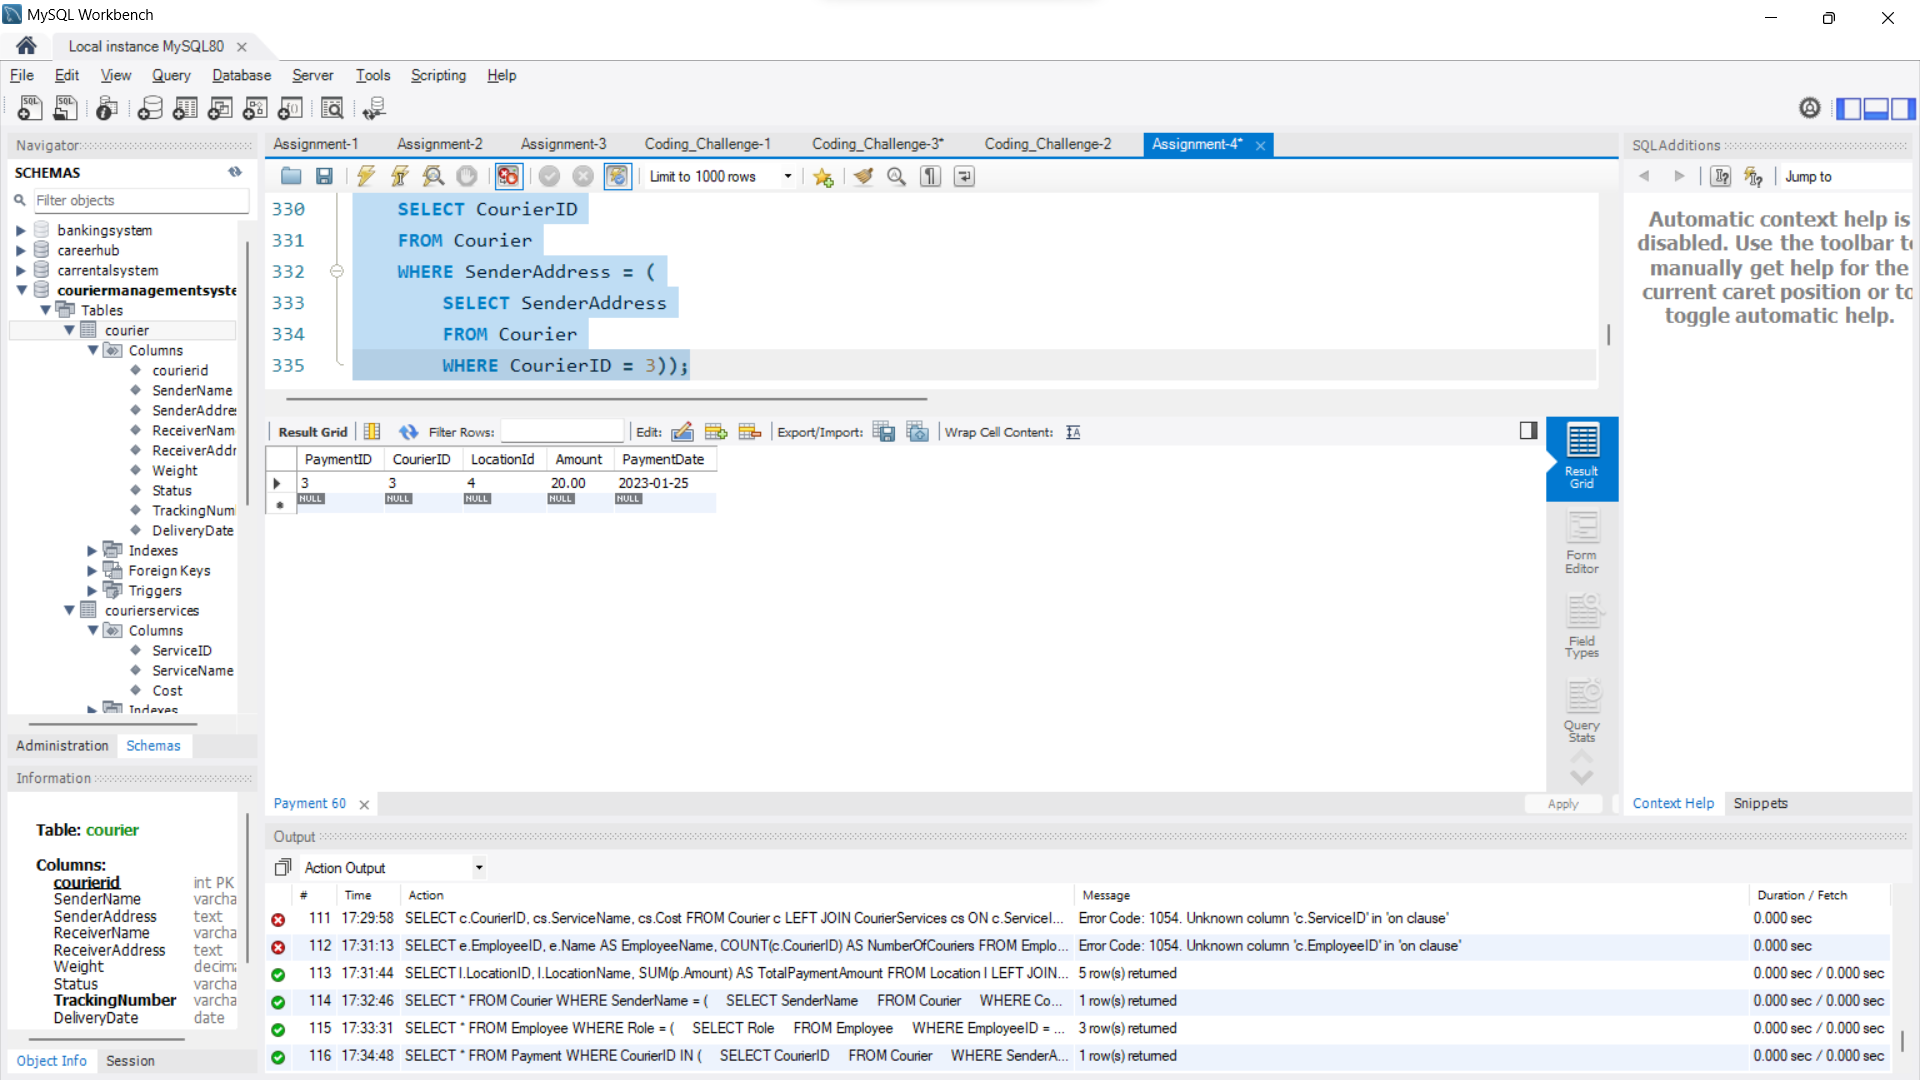 MySQL Workbench
Local instance MySQL80
File Edit View Query Database Server Tools Scripting Help
Navigator
SCHEMAS
Filter objects
bankingsystem
careerhub
carrentalsystem
couriermanagementsyste
Tables
courier
Columns
courierid
SenderName
SenderAddre
ReceiverNam
ReceiverAddr
Weight
Status
TrackingNum
DeliveryDate
Indexes
Foreign Keys
Triggers
courierservices
Columns
ServiceID
ServiceName
Cost
Indexes
Administration Schemas
Information
Table: courier
Columns:
courierid int PK
SenderName varcha
SenderAddress text
ReceiverName varcha
ReceiverAddress text
Weight decim
Status varcha
TrackingNumber varcha
DeliveryDate date
Object Info Session
Assignment-1 Assignment-2 Assignment-3 Coding_Challenge-1 Coding_Challenge-3* Coding_Challenge-2 Assignment-4*
Limit to 1000 rows
330 SELECT CourierID
331 FROM Courier
332 WHERE SenderAddress = (
333 SELECT SenderAddress
334 FROM Courier
335 WHERE CourierID = 3));
Result Grid Filter Rows: Edit: Export/Import: Wrap Cell Content:
PaymentID CourierID LocationId Amount PaymentDate
3 3 4 20.00 2023-01-25
NULL NULL NULL NULL NULL
Result Grid
Form Editor
Field Types
Query Stats
Payment 60
Apply
SQLAdditions
Jump to
Automatic context help is
disabled. Use the toolbar to
manually get help for the
current caret position or to
toggle automatic help.
Context Help Snippets
Output
Action Output
# Time Action Message Duration / Fetch
111 17:29:58 SELECT c.CourierID, cs.ServiceName, cs.Cost FROM Courier c LEFT JOIN CourierServices cs ON c.ServiceI... Error Code: 1054. Unknown column 'c.ServiceID' in 'on clause' 0.000 sec
112 17:31:13 SELECT e.EmployeeID, e.Name AS EmployeeName, COUNT(c.CourierID) AS NumberOfCouriers FROM Emplo... Error Code: 1054. Unknown column 'c.EmployeeID' in 'on clause' 0.000 sec
113 17:31:44 SELECT l.LocationID, l.LocationName, SUM(p.Amount) AS TotalPaymentAmount FROM Location l LEFT JOIN... 5 row(s) returned 0.000 sec / 0.000 sec
114 17:32:46 SELECT * FROM Courier WHERE SenderName = ( SELECT SenderName FROM Courier WHERE Co... 1 row(s) returned 0.000 sec / 0.000 sec
115 17:33:31 SELECT * FROM Employee WHERE Role = ( SELECT Role FROM Employee WHERE EmployeeID = ... 3 row(s) returned 0.000 sec / 0.000 sec
116 17:34:48 SELECT * FROM Payment WHERE CourierID IN ( SELECT CourierID FROM Courier WHERE SenderA... 1 row(s) returned 0.000 sec / 0.000 sec